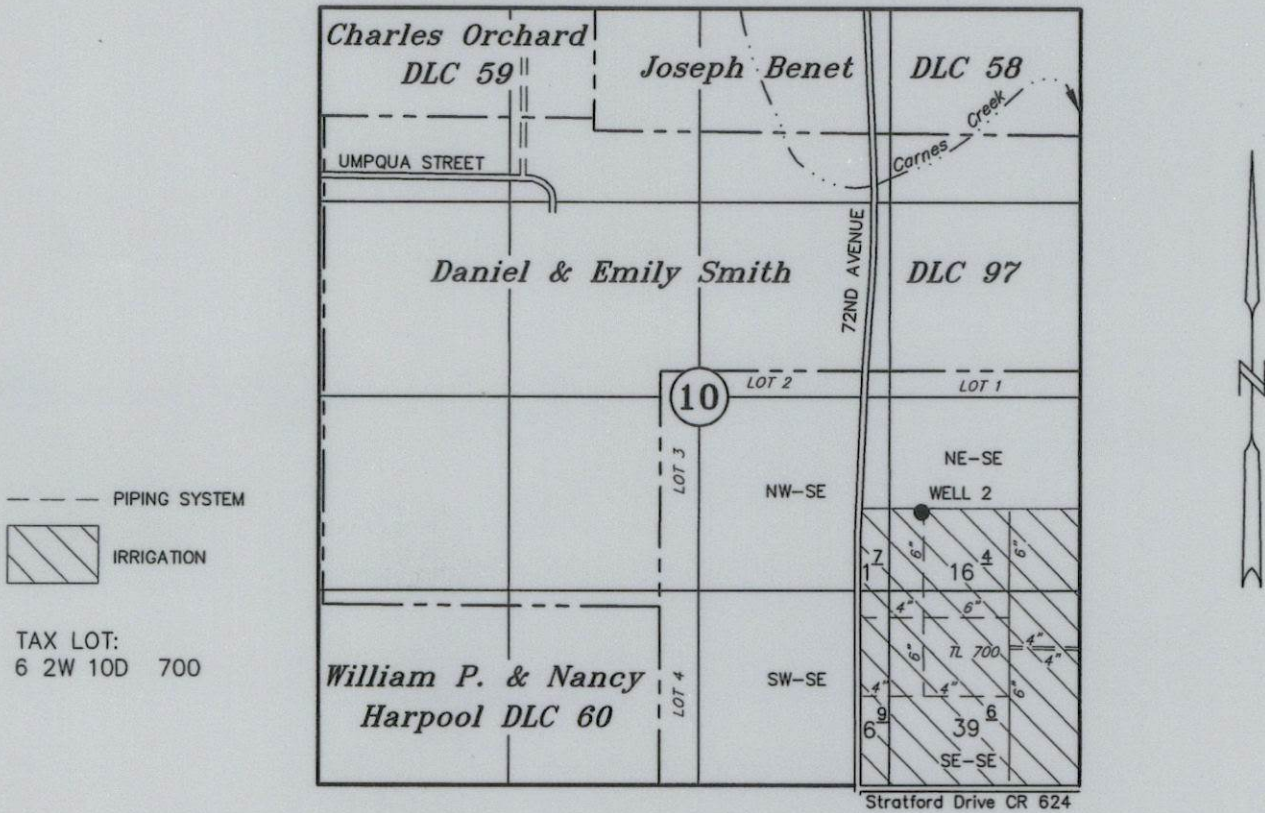 Charles Orchard
DLC 59
Joseph Benet
DLC 58
Carnes Creek
UMPQUA STREET
72ND AVENUE
Daniel & Emily Smith
DLC 97
LOT 2
LOT 1
10
LOT 3
NW-SE
NE-SE
WELL 2
N
PIPING SYSTEM
IRRIGATION
TAX LOT:
6 2W 10D 700
1 7
16 4
6"
6"
4"
6"
6"
TL 700
4"
4"
4"
4"
6"
6 9
39 6
SE-SE
William P. & Nancy
Harpool DLC 60
LOT 4
SW-SE
Stratford Drive CR 624